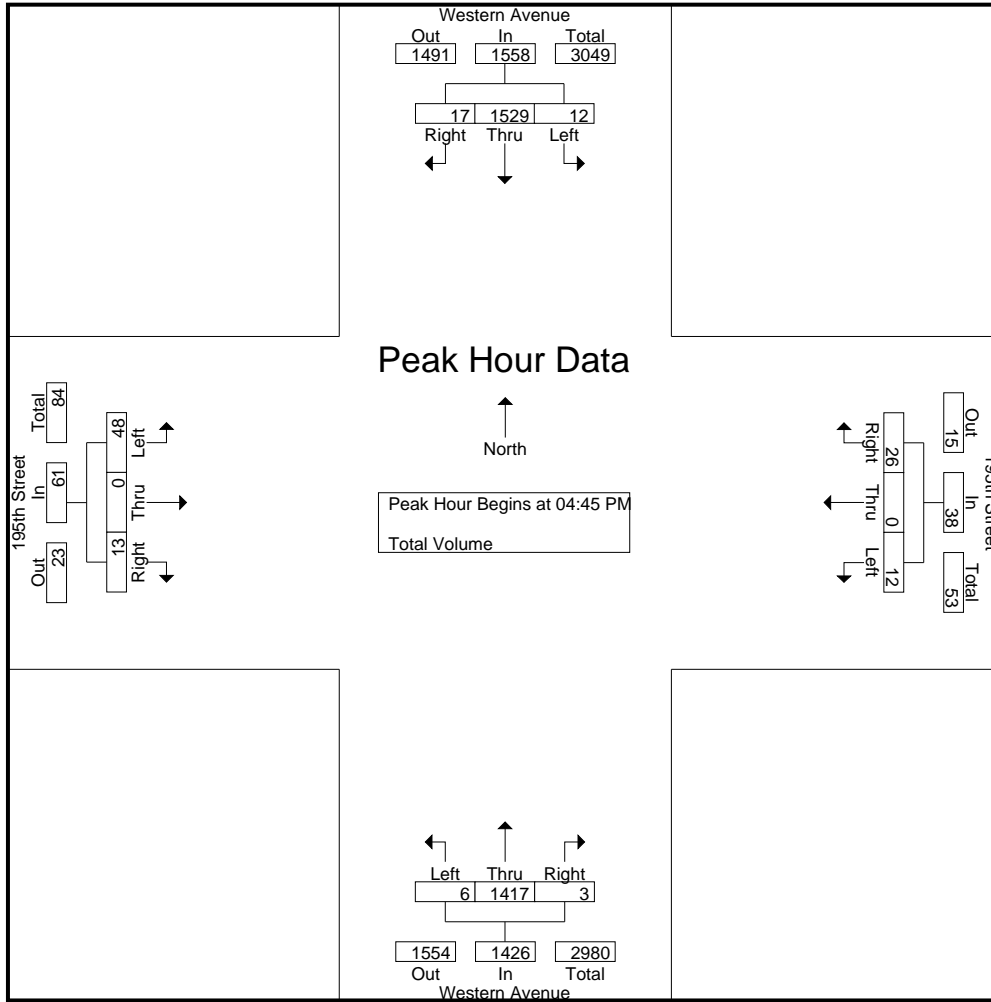 Western Avenue
Out In Total
1491 1558 3049
17 1529 12
Right Thru Left
Peak Hour Data
North
Peak Hour Begins at 04:45 PM
Total Volume
195th Street
Total In Out
84 61 23
48 0 13
Left Thru Right
Right Thru Left
26 0 12
Out In Total
15 38 53
195th Street
Left Thru Right
6 1417 3
1554 1426 2980
Out In Total
Western Avenue